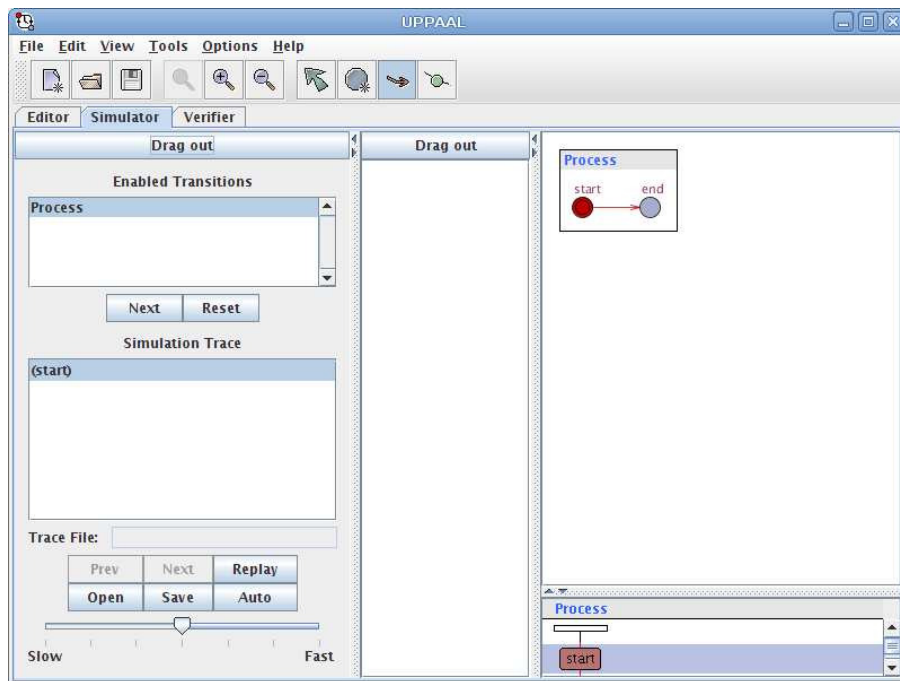 UPPAAL
File Edit View Tools Options Help
Editor Simulator Verifier
Drag out
Enabled Transitions
Process
Next Reset
Simulation Trace
(start)
Trace File:
Prev Next Replay
Open Save Auto
Slow Fast
Drag out
Process
start end
Process
start